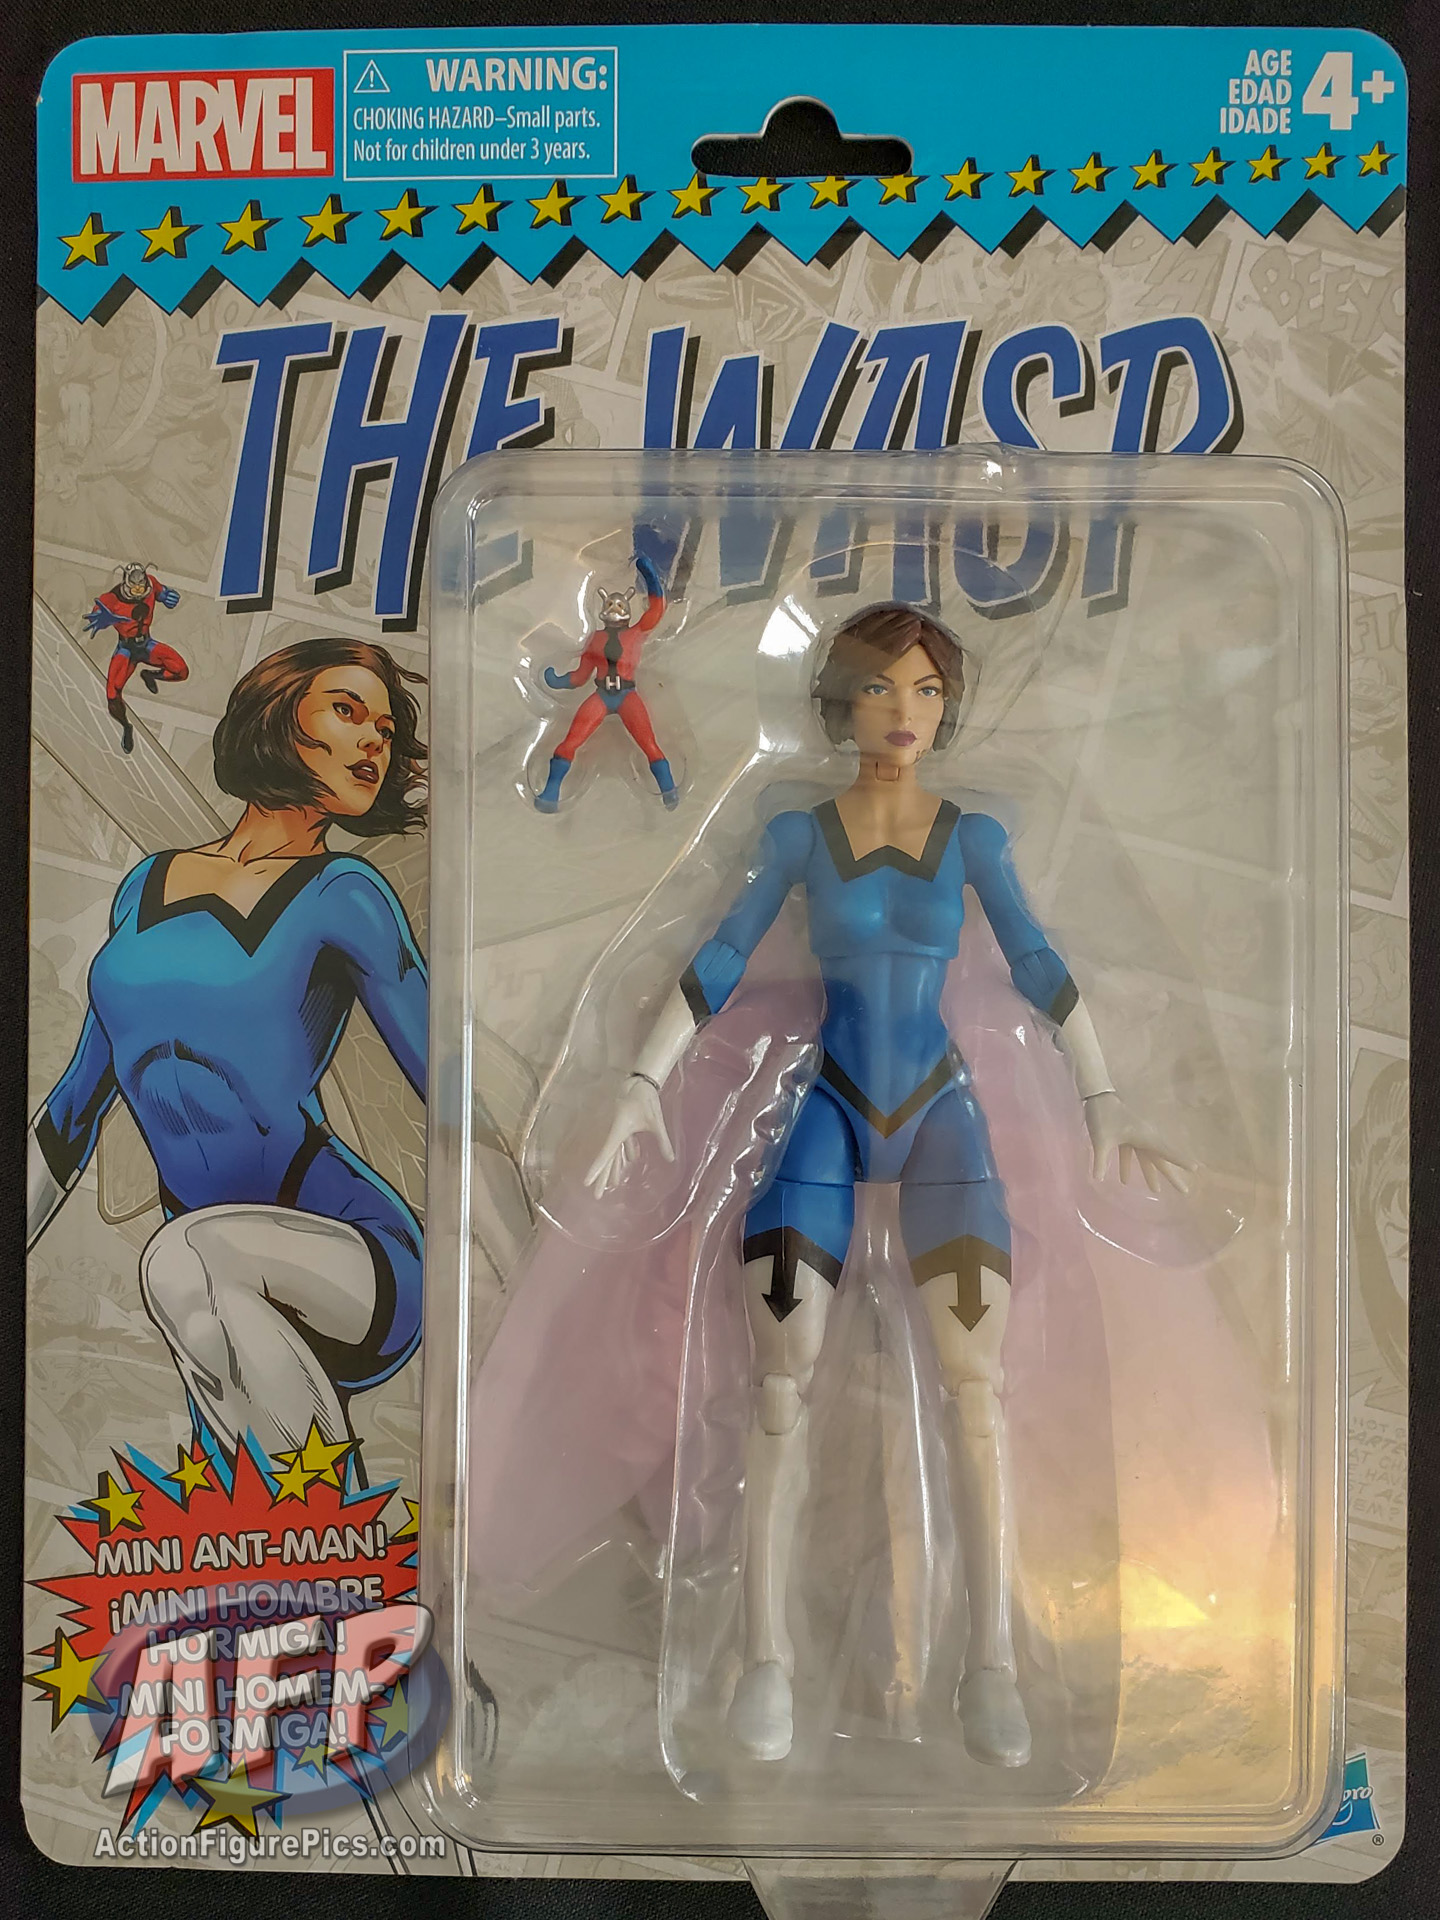 MARVEL
WARNING:
CHOKING HAZARD–Small parts.
Not for children under 3 years.
AGE
EDAD
IDADE
4+
THE WASP
H
MINI ANT-MAN!
¡MINI HOMBRE
HORMIGA!
MINI HOMEM-
FORMIGA!
AFP
ActionFigurePics.com
®